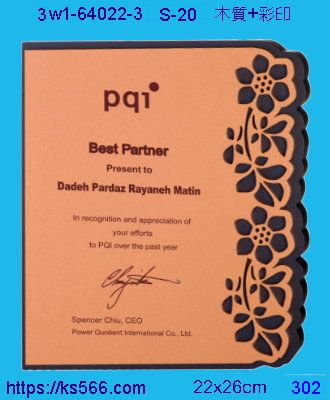 3w1-64022-3 S-20 木質+彩印
pqi
Best Partner
Present to
Dadeh Pardaz Rayaneh Matin
In recognition and appreciation of
your efforts
to PQI over the past year
Spencer Chiu, CEO
Power Quotient International Co., Ltd.
https://ks566.com 22x26cm 302